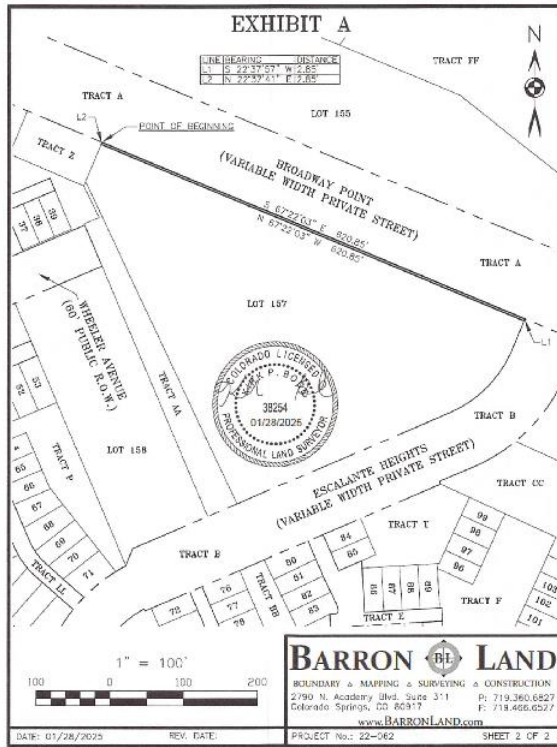 EXHIBIT A
LINE BEARING DISTANCE
L1 S 22°37'57" W 2.85'
L2 N 22°37'41" E 2.85'
N
TRACT FF
TRACT A
LOT 155
L2
POINT OF BEGINNING
TRACT Z
BROADWAY POINT
(VARIABLE WIDTH PRIVATE STREET)
S 67°22'03" E 620.85'
N 67°22'03" W 620.85'
39
38
37
TRACT A
LOT 157
L1
WHEELER AVENUE
(60' PUBLIC R.O.W.)
TRACT AA
COLORADO LICENSED
38254
01/28/2025
PROFESSIONAL LAND SURVEYOR
53
52
TRACT B
LOT 158
TRACT P
ESCALANTE HEIGHTS
(VARIABLE WIDTH PRIVATE STREET)
TRACT CC
65
66
67
68
69
70
71
TRACT LL
TRACT B
TRACT T
99
98
97
96
84
85
80
81
82
83
86
87
88
89
76
77
78
TRACT BB
72
TRACT E
TRACT F
103
102
101
1" = 100'
100 0 100 200
BARRON BL LAND
BOUNDARY MAPPING SURVEYING CONSTRUCTION
2790 N. Academy Blvd. Suite 311 P: 719.360.6827
Colorado Springs, CO 80917 F: 719.466.6527
www.BARRONLAND.com
DATE: 01/28/2025 REV. DATE: PROJECT No.: 22-062 SHEET 2 OF 2